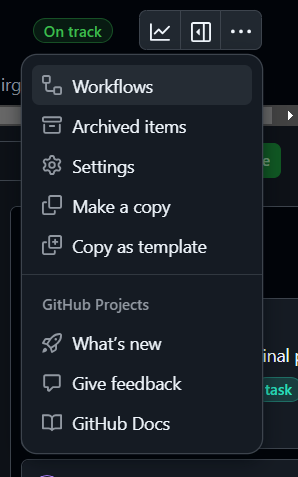 On track
Workflows
Archived items
Settings
Make a copy
Copy as template
GitHub Projects
What's new
inal p
Give feedback
task
GitHub Docs